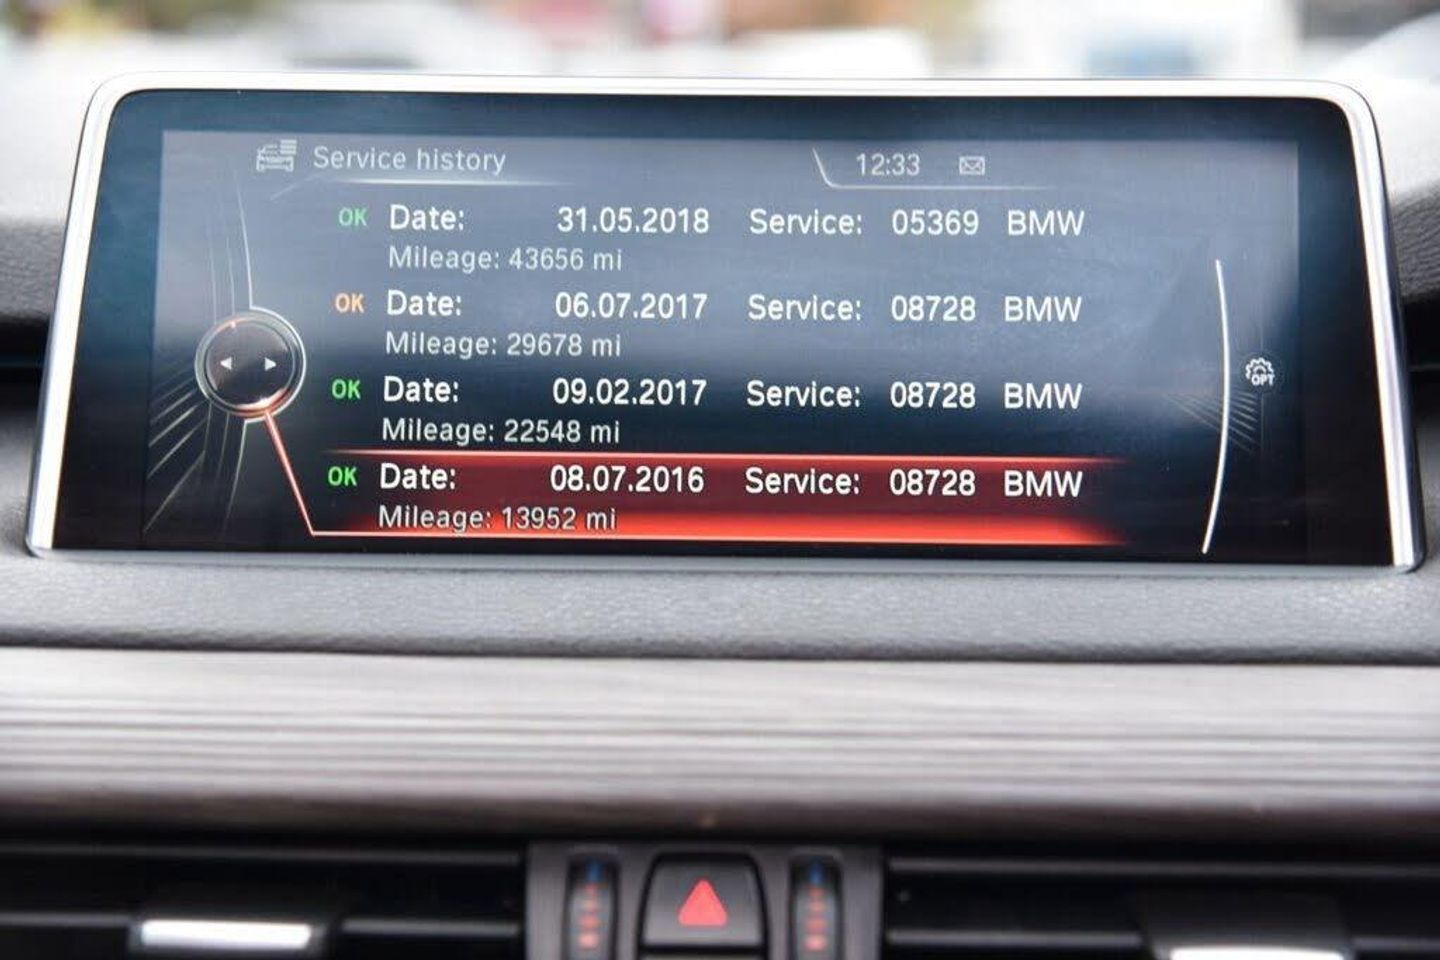 Service history 12:33
OK Date: 31.05.2018 Service: 05369 BMW
Mileage: 43656 mi
OK Date: 06.07.2017 Service: 08728 BMW
Mileage: 29678 mi
OK Date: 09.02.2017 Service: 08728 BMW
Mileage: 22548 mi
OPT
OK Date: 08.07.2016 Service: 08728 BMW
Mileage: 13952 mi